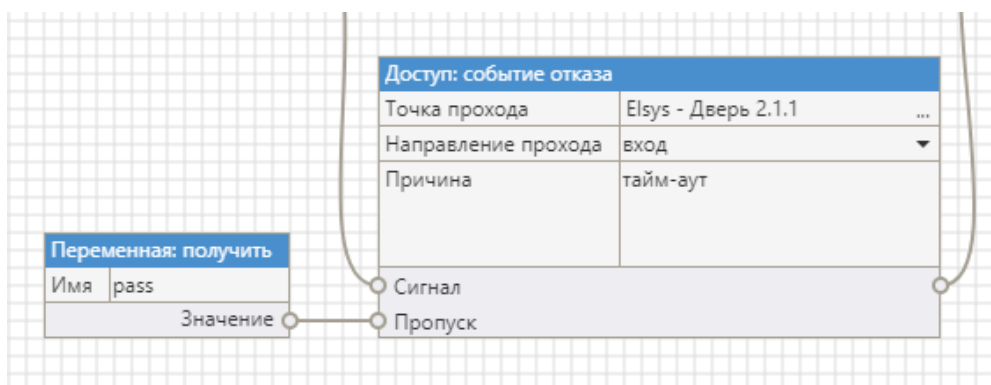 Доступ: событие отказа
Точка прохода Elsys - Дверь 2.1.1 ...
Направление прохода вход
Причина тайм-аут
Переменная: получить
Имя pass
Значение
Сигнал
Пропуск